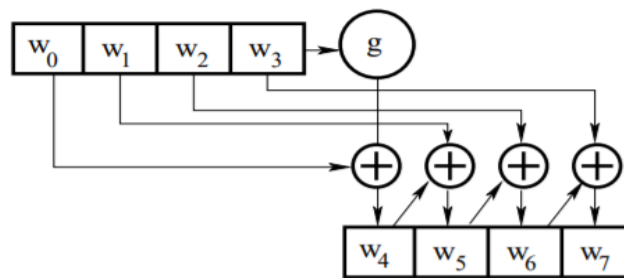 w₀ w₁ w₂ w₃ g
+ + + +
w₄ w₅ w₆ w₇